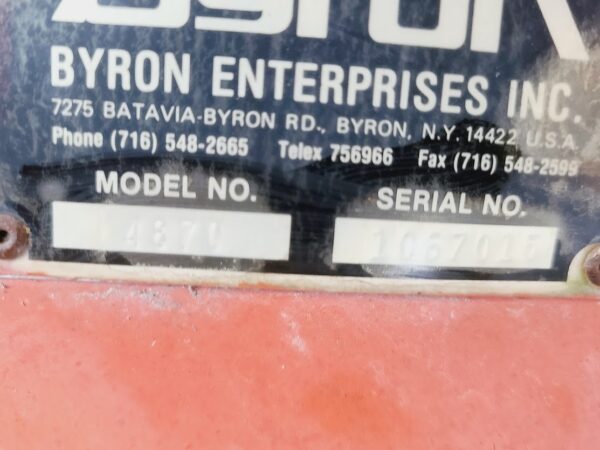 Byron
BYRON ENTERPRISES INC.
7275 BATAVIA-BYRON RD., BYRON, N.Y. 14422 U.S.A.
Phone (716) 548-2665 Telex 756966 Fax (716) 548-2599
MODEL NO. SERIAL NO.